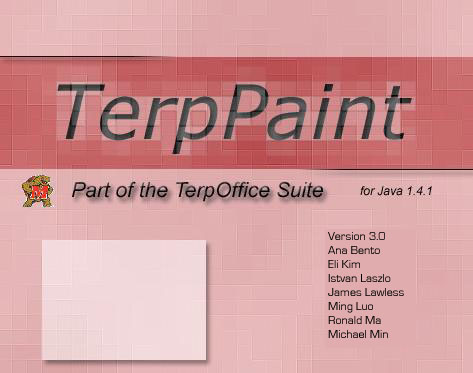 TerpPaint
Part of the TerpOffice Suite
for Java 1.4.1
M
Version 3.0
Ana Bento
Eli Kim
Istvan Laszlo
James Lawless
Ming Luo
Ronald Ma
Michael Min